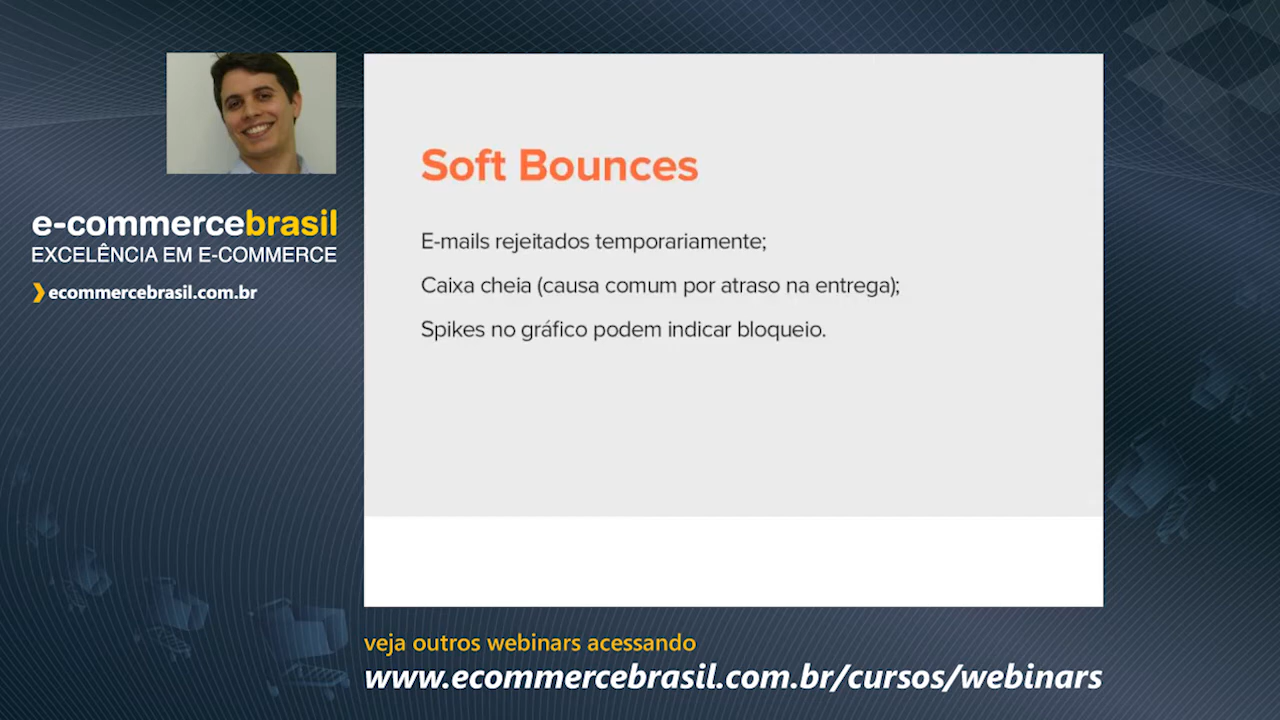 e-commercebrasil
EXCELÊNCIA EM E-COMMERCE
ecommercebrasil.com.br
Soft Bounces
E-mails rejeitados temporariamente;
Caixa cheia (causa comum por atraso na entrega);
Spikes no gráfico podem indicar bloqueio.
veja outros webinars acessando
www.ecommercebrasil.com.br/cursos/webinars